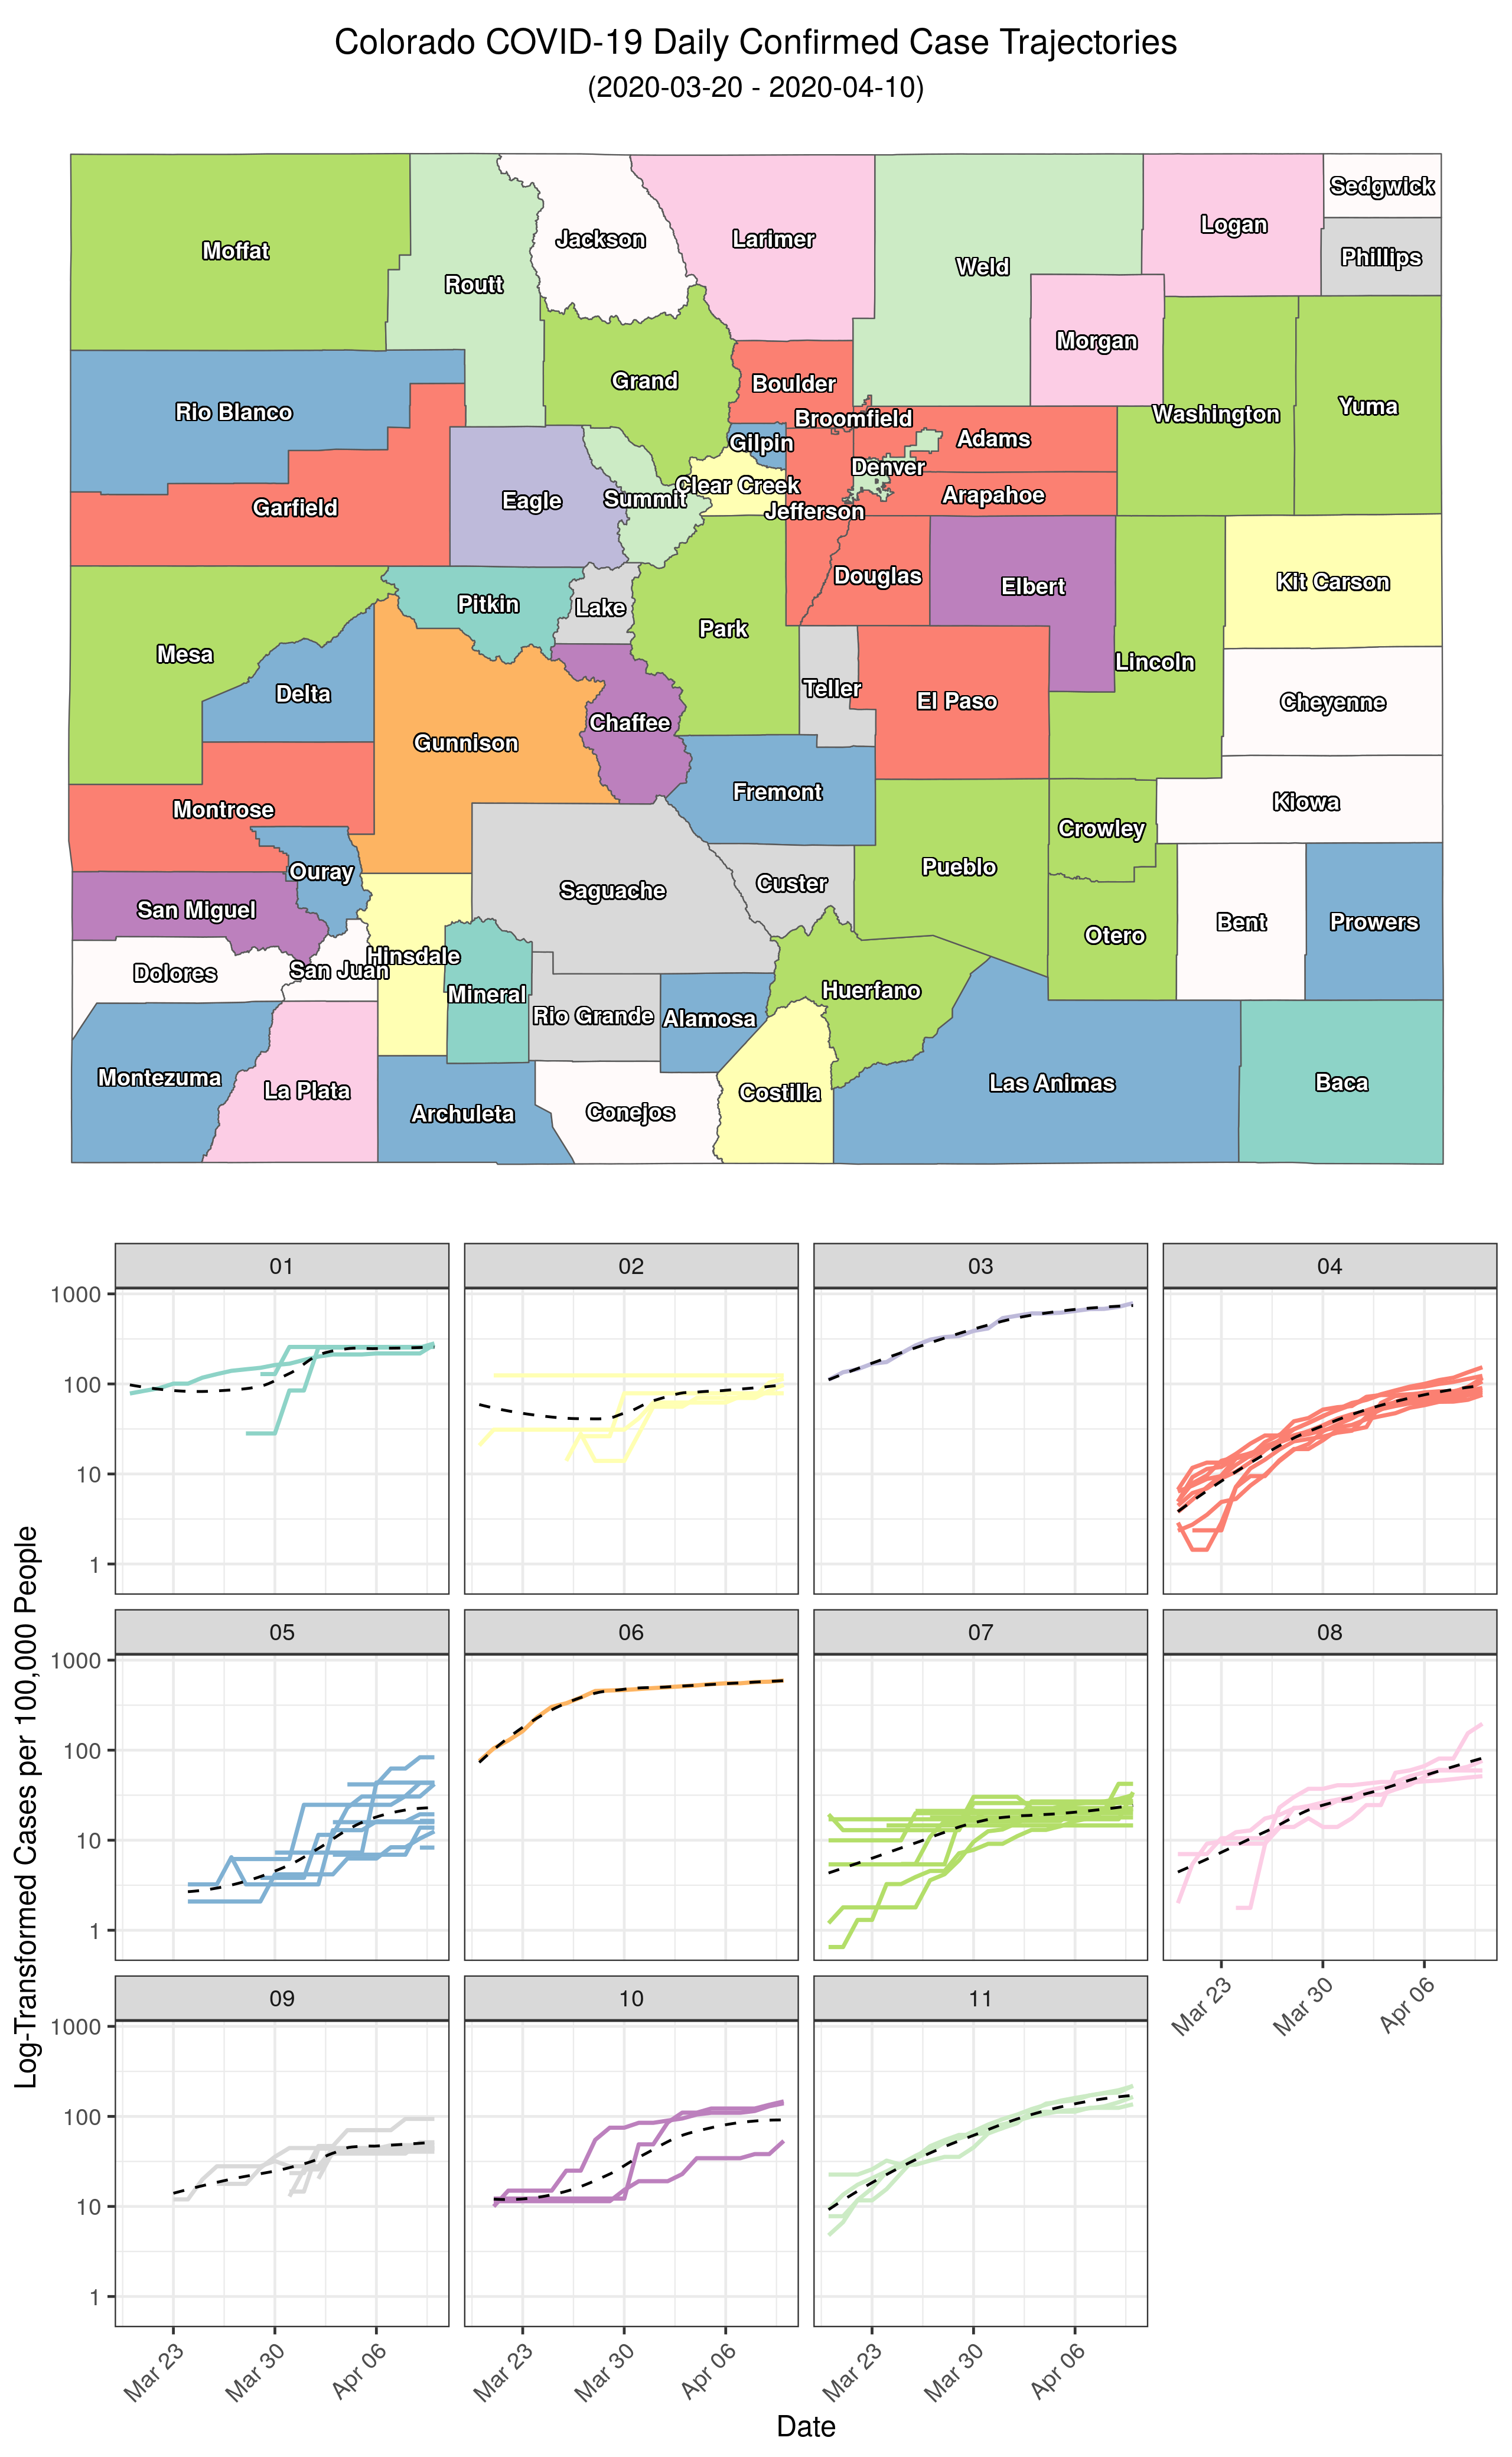 Colorado COVID-19 Daily Confirmed Case Trajectories
(2020-03-20 - 2020-04-10)
Sedgwick
Logan
Jackson
Larimer
Moffat
Phillips
Weld
Routt
Morgan
Grand
Boulder
Yuma
Rio Blanco
Washington
Broomfield
Gilpin
Adams
Denver
Clear Creek
Arapahoe
Summit
Eagle
Garfield
Jefferson
Douglas
Kit Carson
Elbert
Pitkin
Lake
Park
Mesa
Lincoln
Teller
Delta
El Paso
Cheyenne
Chaffee
Gunnison
Fremont
Kiowa
Montrose
Crowley
Pueblo
Ouray
Custer
Saguache
San Miguel
Bent
Prowers
Otero
Hinsdale
San Juan
Dolores
Huerfano
Mineral
Rio Grande
Alamosa
Montezuma
Las Animas
Baca
La Plata
Costilla
Conejos
Archuleta
01
02
03
04
1000
100
10
1
05
06
07
08
1000
100
10
1
Mar 23
Mar 30
Apr 06
09
10
11
1000
100
10
1
Mar 23
Mar 30
Apr 06
Mar 23
Mar 30
Apr 06
Mar 23
Mar 30
Apr 06
Log-Transformed Cases per 100,000 People
Date